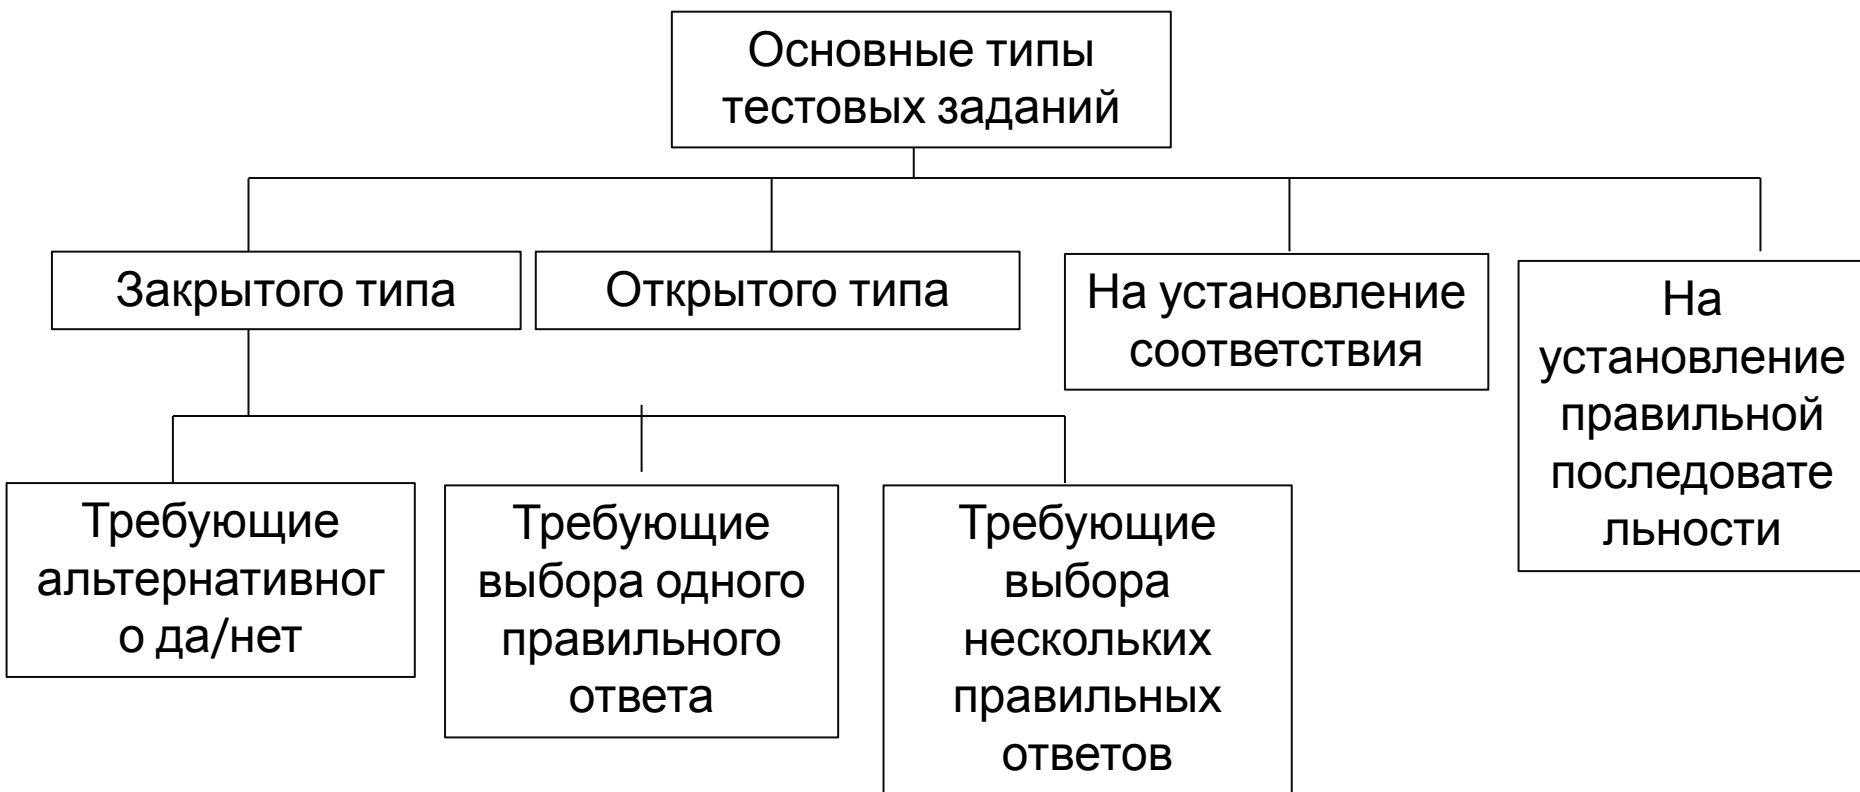 Основные типы
тестовых заданий
Закрытого типа
Открытого типа
На установление
соответствия
На
установление
правильной
последовате
льности
Требующие
альтернативног
о да/нет
Требующие
выбора одного
правильного
ответа
Требующие
выбора
нескольких
правильных
ответов